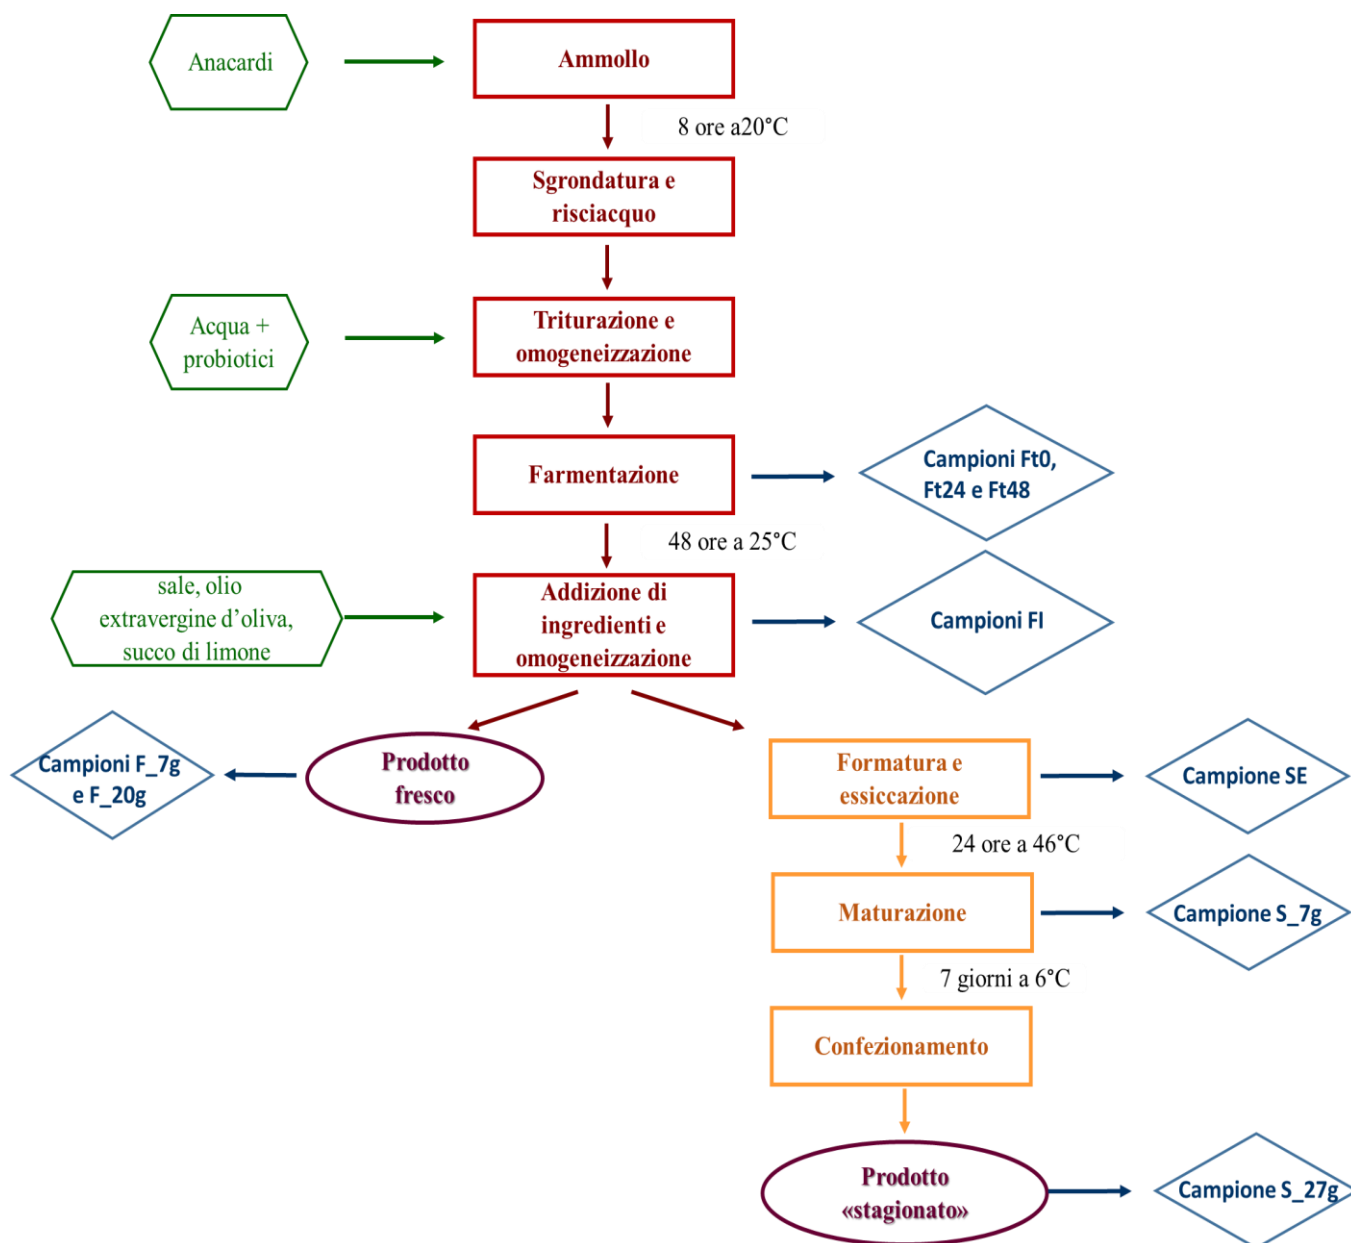 Anacardi
Ammollo
8 ore a20°C
Sgrondatura e
risciacquo
Acqua +
probiotici
Triturazione e
omogeneizzazione
Farmentazione
Campioni Ft0,
Ft24 e Ft48
48 ore a 25°C
sale, olio
extravergine d’oliva,
succo di limone
Addizione di
ingredienti e
omogeneizzazione
Campioni FI
Campioni F_7g
e F_20g
Prodotto
fresco
Formatura e
essiccazione
Campione SE
24 ore a 46°C
Maturazione
Campione S_7g
7 giorni a 6°C
Confezionamento
Prodotto
«stagionato»
Campione S_27g